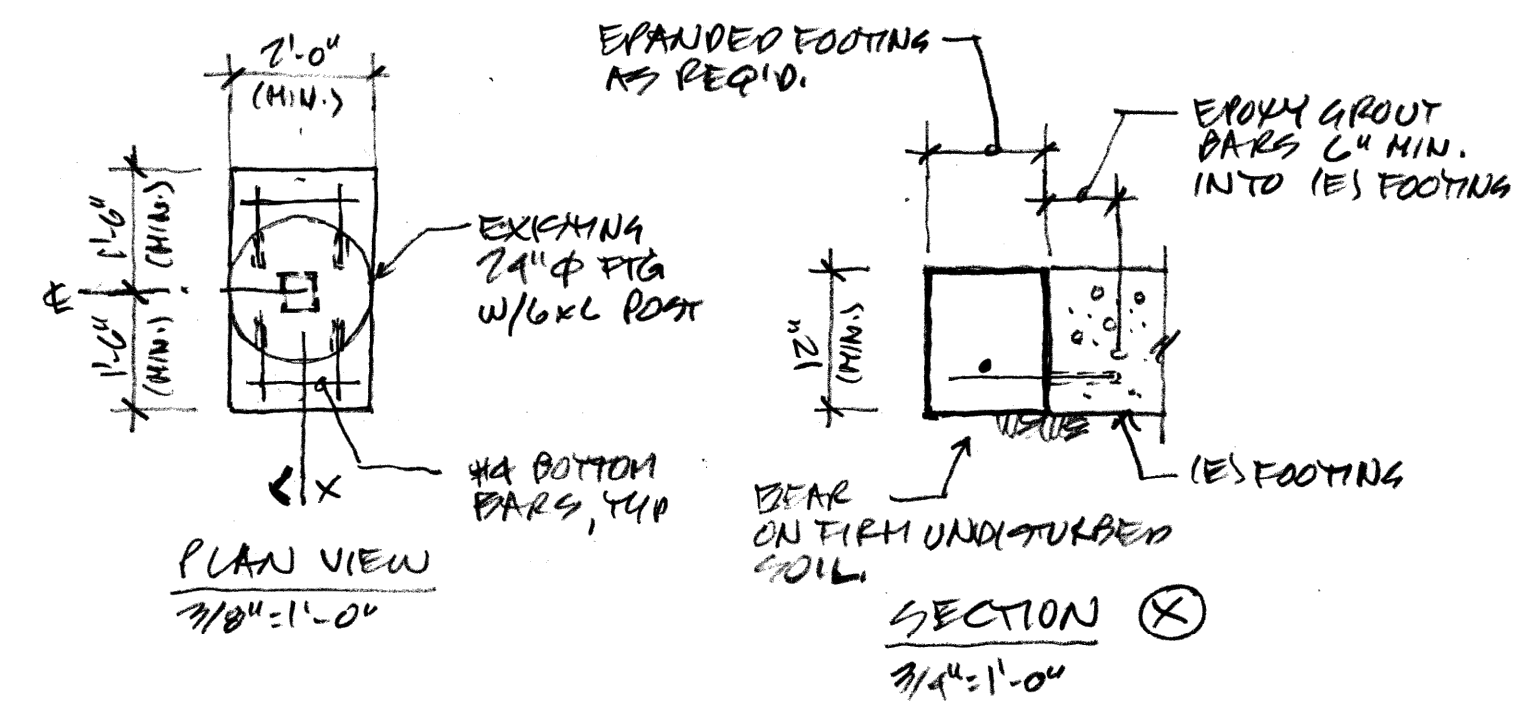 2'-0"
(MIN.)
1'-6"
(MIN.)
1'-6"
(MIN.)
℄
EXISTING
24"Φ FTG
W/6x6 POST
#4 BOTTOM
BARS, TYP
X
PLAN VIEW
3/8"=1'-0"
EPANDED FOOTING
AS REQ'D.
EPOXY GROUT
BARS 6" MIN.
INTO (E) FOOTING
12"
(MIN.)
(E) FOOTING
BEAR
ON FIRM UNDISTURBED
SOIL.
SECTION X
3/4"=1'-0"